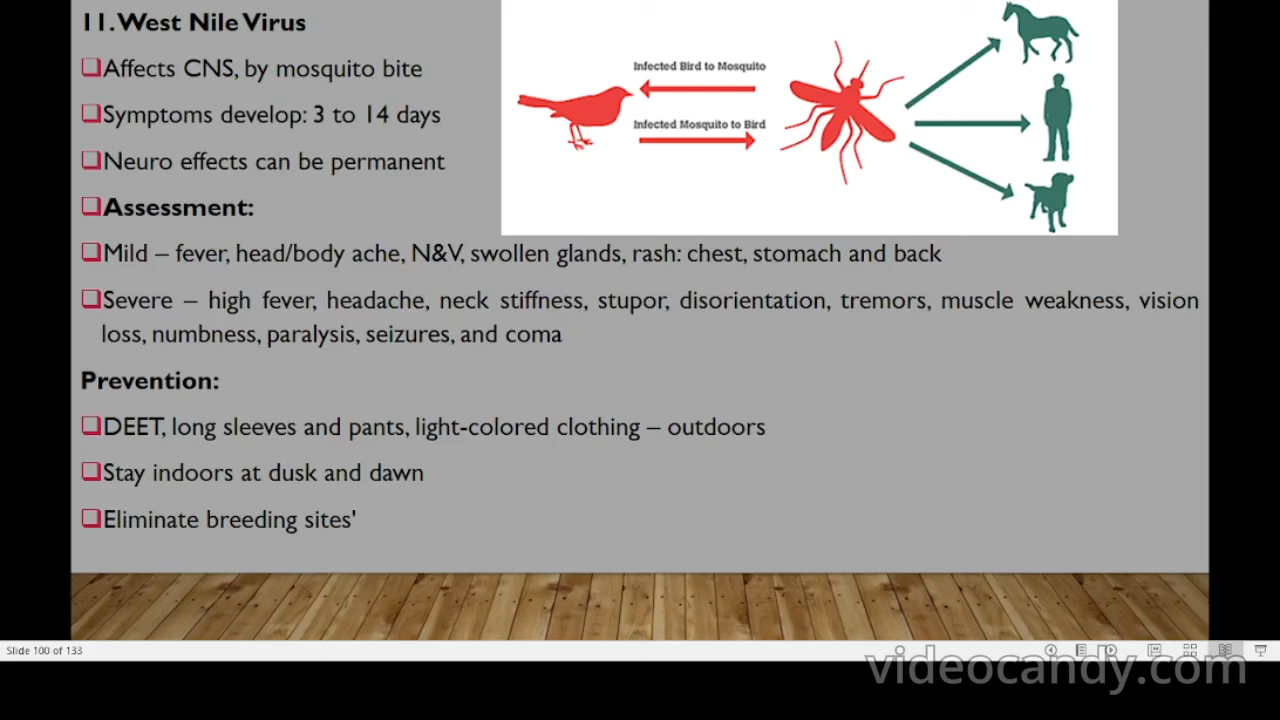 11. West Nile Virus
Affects CNS, by mosquito bite
Symptoms develop: 3 to 14 days
Neuro effects can be permanent
Assessment:
Infected Bird to Mosquito
Infected Mosquito to Bird
Mild – fever, head/body ache, N&V, swollen glands, rash: chest, stomach and back
Severe – high fever, headache, neck stiffness, stupor, disorientation, tremors, muscle weakness, vision
loss, numbness, paralysis, seizures, and coma
Prevention:
DEET, long sleeves and pants, light-colored clothing – outdoors
Stay indoors at dusk and dawn
Eliminate breeding sites'
Slide 100 of 133
videocandy.com